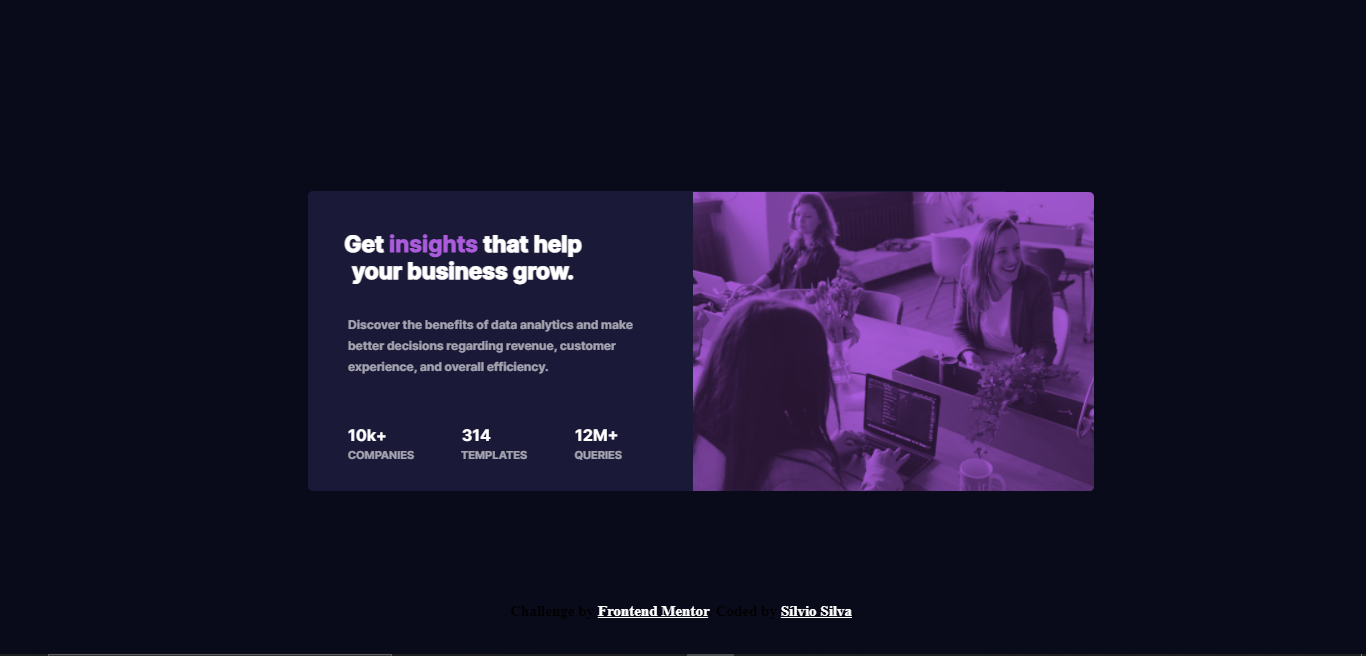 Get insights that help
your business grow.
Discover the benefits of data analytics and make
better decisions regarding revenue, customer
experience, and overall efficiency.
10k+ 314 12M+
COMPANIES TEMPLATES QUERIES
Challenge by Frontend Mentor. Coded by Silvio Silva